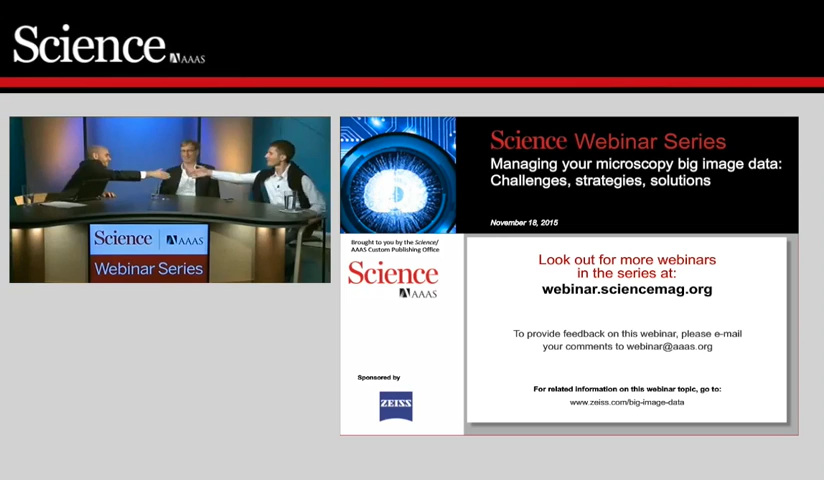 Science
AAAS
Science AAAS
Webinar Series
Science Webinar Series
Managing your microscopy big image data:
Challenges, strategies, solutions
November 18, 2015
Brought to you by the Science/
AAAS Custom Publishing Office
Science
AAAS
Sponsored by
ZEISS
Look out for more webinars
in the series at:
webinar.sciencemag.org
To provide feedback on this webinar, please e-mail
your comments to webinar@aaas.org
For related information on this webinar topic, go to:
www.zeiss.com/big-image-data